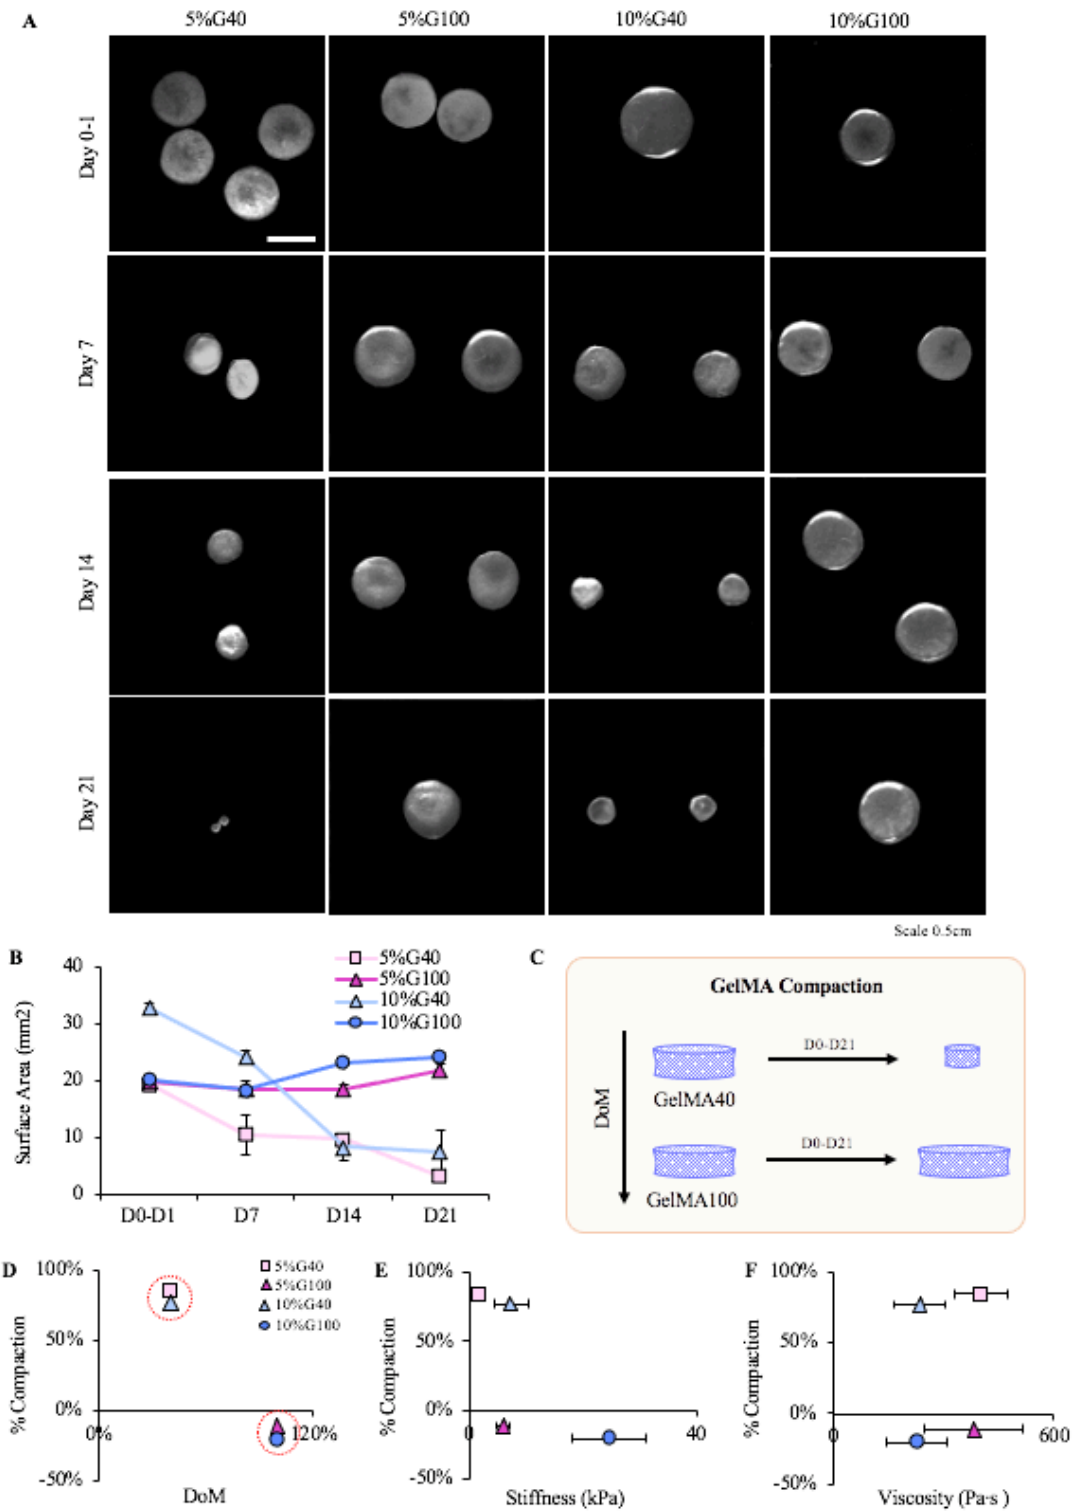 A
5%G40 5%G100 10%G40 10%G100
Day 0-1
Day 7
Day 14
Day 21
Scale 0.5cm
B
Surface Area (mm2)
40
30
20
10
0
D0-D1 D7 D14 D21
5%G40
5%G100
10%G40
10%G100
C
GelMA Compaction
DoM
D0-D21
GelMA40
D0-D21
GelMA100
D
% Compaction
100%
50%
0%
-50%
0% 120%
DoM
5%G40
5%G100
10%G40
10%G100
E
% Compaction
100%
50%
0%
-50%
0 40
Stiffness (kPa)
F
% Compaction
100%
50%
0%
-50%
0 600
Viscosity (Pa·s )